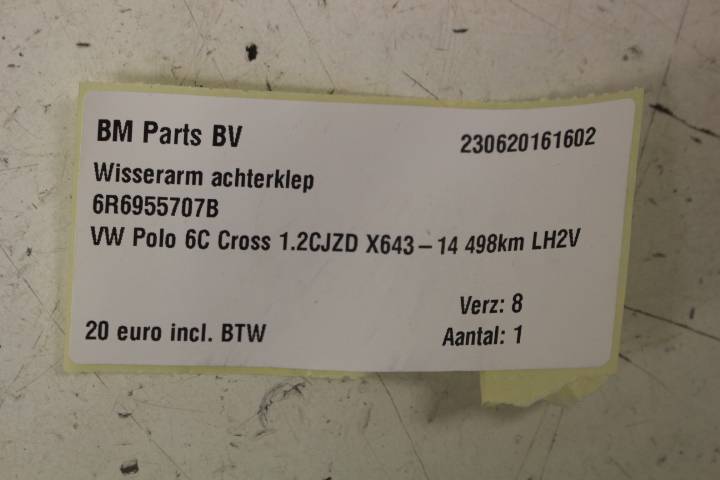 BM Parts BV
230620161602
Wisserarm achterklep
6R6955707B
VW Polo 6C Cross 1.2CJZD X643-14 498km LH2V
Verz: 8
20 euro incl. BTW
Aantal: 1